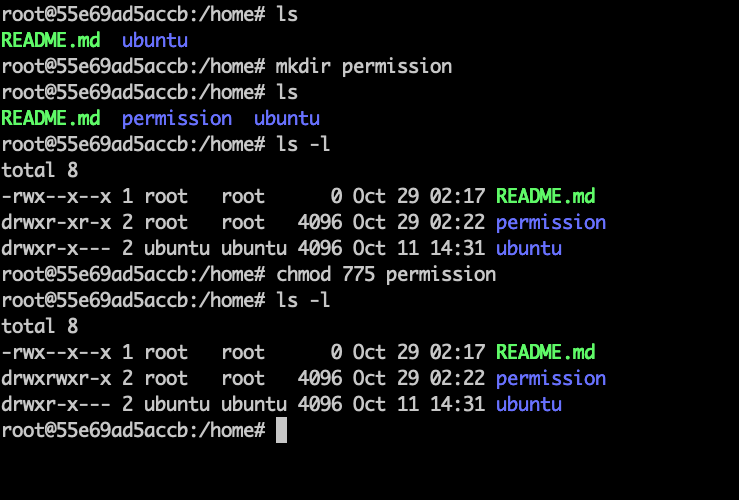 root@55e69ad5accb:/home# ls
README.md  ubuntu
root@55e69ad5accb:/home# mkdir permission
root@55e69ad5accb:/home# ls
README.md  permission  ubuntu
root@55e69ad5accb:/home# ls -l
total 8
-rwx--x--x 1 root   root      0 Oct 29 02:17 README.md
drwxr-xr-x 2 root   root   4096 Oct 29 02:22 permission
drwxr-x--- 2 ubuntu ubuntu 4096 Oct 11 14:31 ubuntu
root@55e69ad5accb:/home# chmod 775 permission
root@55e69ad5accb:/home# ls -l
total 8
-rwx--x--x 1 root   root      0 Oct 29 02:17 README.md
drwxrwxr-x 2 root   root   4096 Oct 29 02:22 permission
drwxr-x--- 2 ubuntu ubuntu 4096 Oct 11 14:31 ubuntu
root@55e69ad5accb:/home#